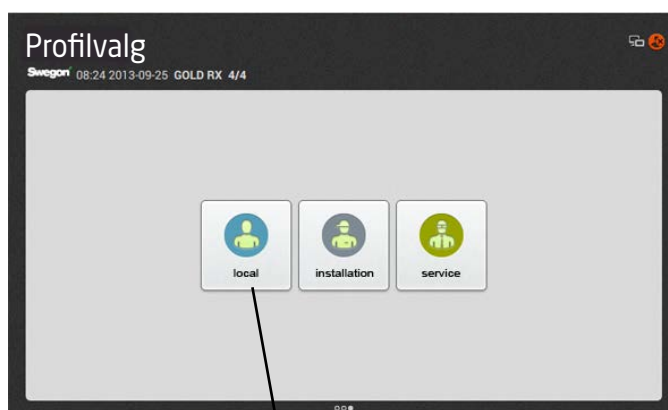 Profilvalg
Swegon 08:24 2013-09-25 GOLD RX 4/4
local
installation
service